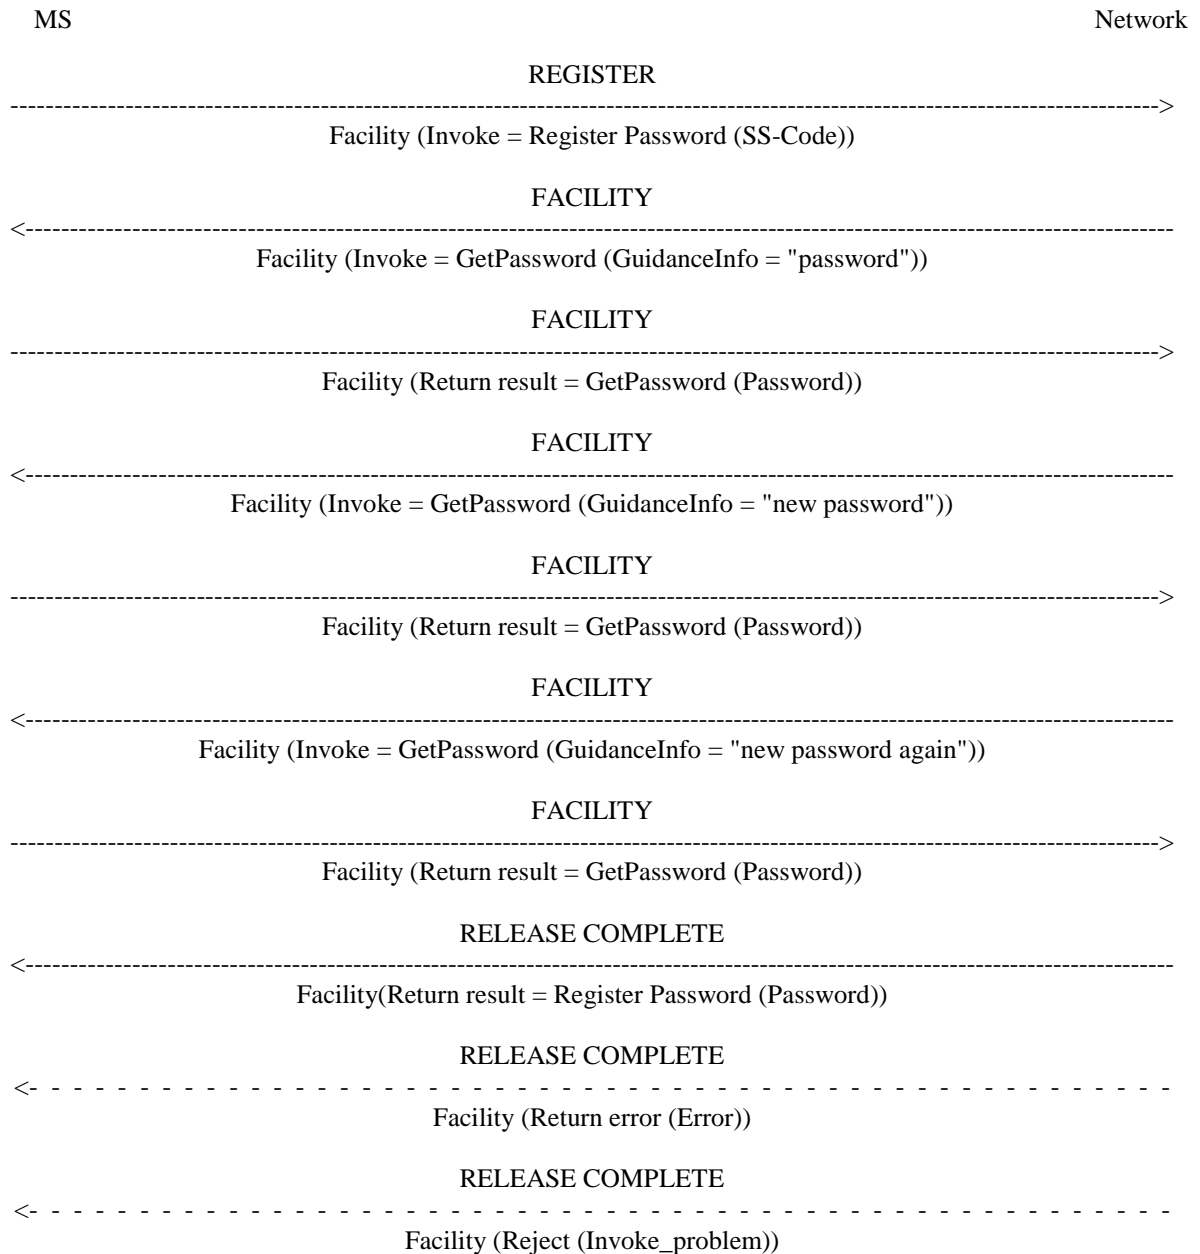 MS Network
REGISTER
Facility (Invoke = Register Password (SS-Code))
FACILITY
Facility (Invoke = GetPassword (GuidanceInfo = "password"))
FACILITY
Facility (Return result = GetPassword (Password))
FACILITY
Facility (Invoke = GetPassword (GuidanceInfo = "new password"))
FACILITY
Facility (Return result = GetPassword (Password))
FACILITY
Facility (Invoke = GetPassword (GuidanceInfo = "new password again"))
FACILITY
Facility (Return result = GetPassword (Password))
RELEASE COMPLETE
Facility(Return result = Register Password (Password))
RELEASE COMPLETE
Facility (Return error (Error))
RELEASE COMPLETE
Facility (Reject (Invoke_problem))